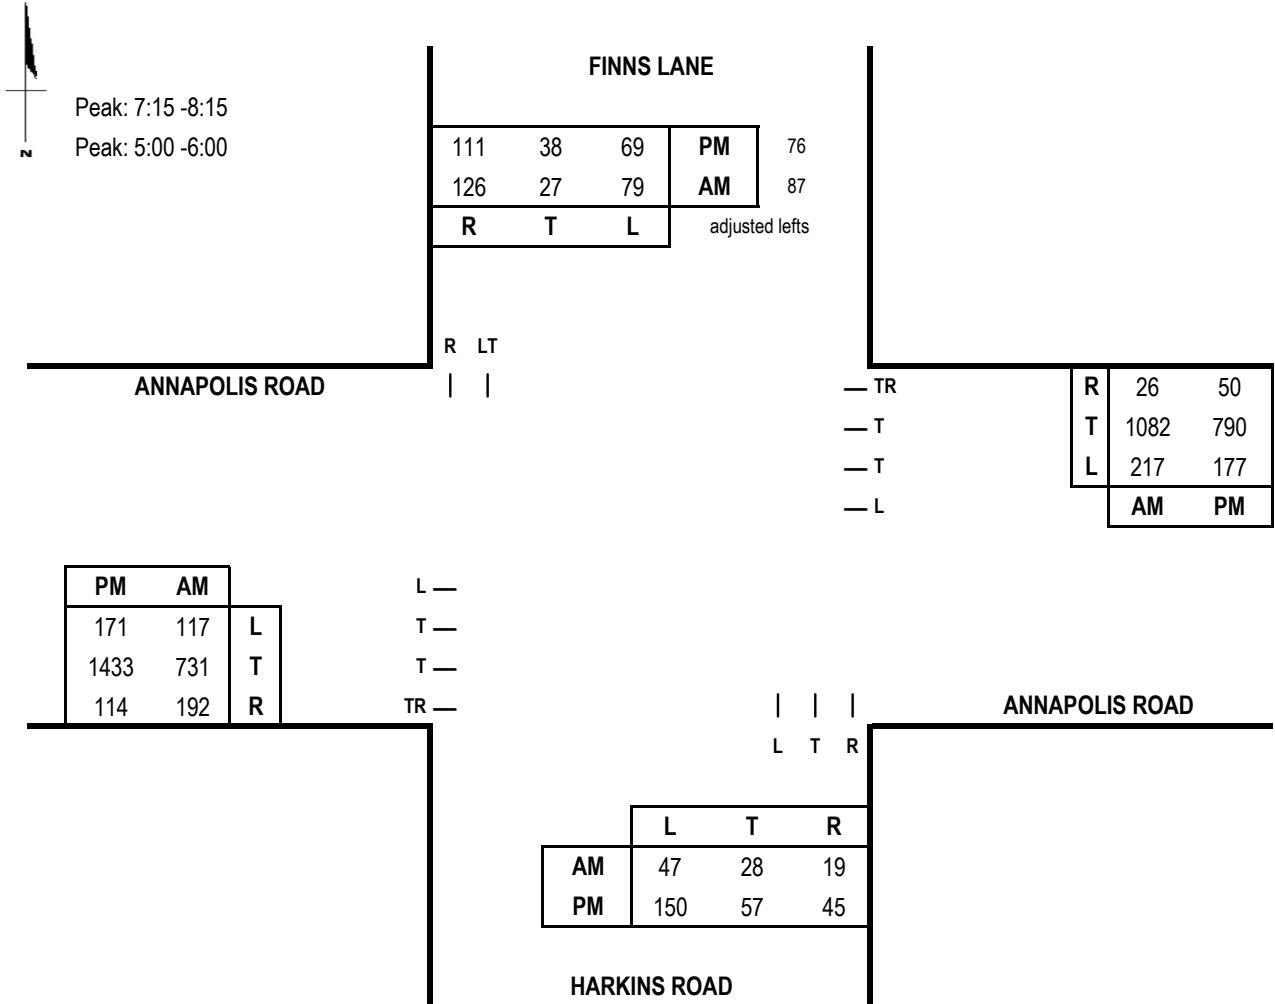 FINNS LANE
Peak: 7:15 -8:15
Peak: 5:00 -6:00
N
111 38 69 PM 76
126 27 79 AM 87
R T L adjusted lefts
R LT
ANNAPOLIS ROAD
TR
T
T
L
R 26 50
T 1082 790
L 217 177
AM PM
PM AM
171 117 L
1433 731 T
114 192 R
L
T
T
TR
L T R
ANNAPOLIS ROAD
L T R
AM 47 28 19
PM 150 57 45
HARKINS ROAD